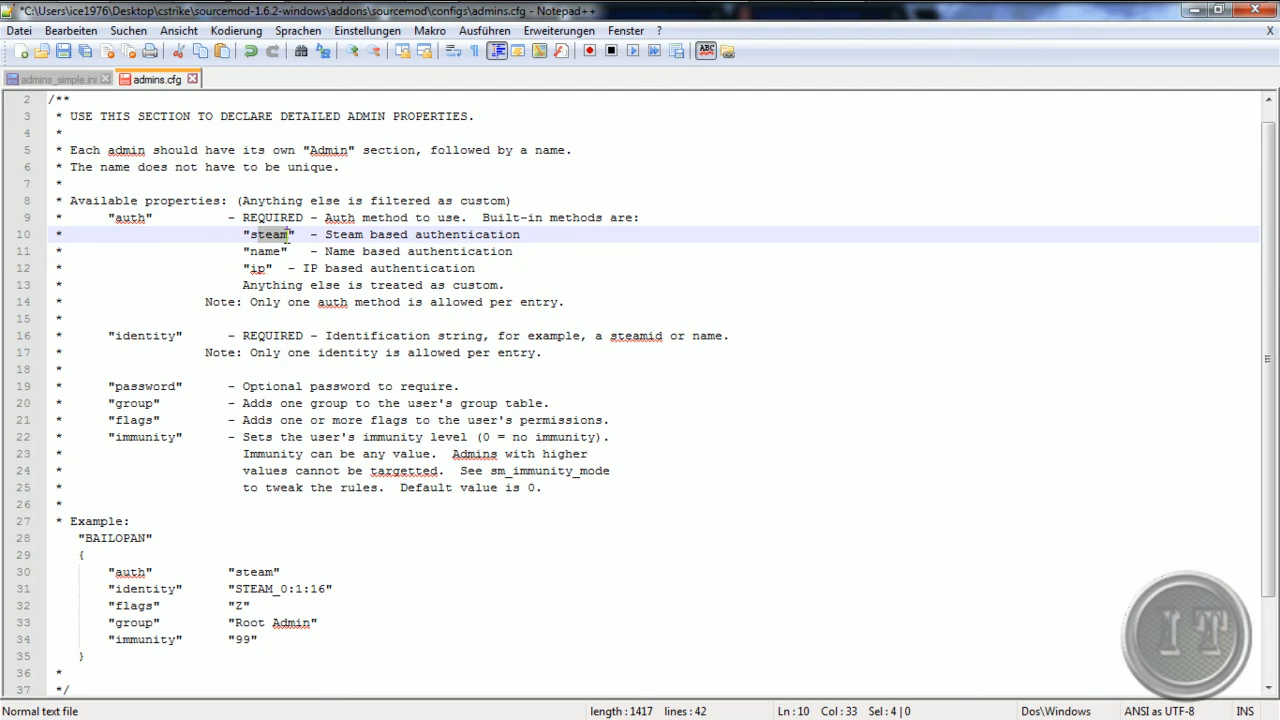 *C:\Users\ice1976\Desktop\cstrike\sourcemod-1.6.2-windows\addons\sourcemod\configs\admins.cfg - Notepad++
Datei Bearbeiten Suchen Ansicht Kodierung Sprachen Einstellungen Makro Ausführen Erweiterungen Fenster ? X
ABC
admins_simple.ini admins.cfg
2 /**
3 * USE THIS SECTION TO DECLARE DETAILED ADMIN PROPERTIES.
4 *
5 * Each admin should have its own "Admin" section, followed by a name.
6 * The name does not have to be unique.
7 *
8 * Available properties: (Anything else is filtered as custom)
9 * "auth" - REQUIRED - Auth method to use. Built-in methods are:
10 * "steam" - Steam based authentication
11 * "name" - Name based authentication
12 * "ip" - IP based authentication
13 * Anything else is treated as custom.
14 * Note: Only one auth method is allowed per entry.
15 *
16 * "identity" - REQUIRED - Identification string, for example, a steamid or name.
17 * Note: Only one identity is allowed per entry.
18 *
19 * "password" - Optional password to require.
20 * "group" - Adds one group to the user's group table.
21 * "flags" - Adds one or more flags to the user's permissions.
22 * "immunity" - Sets the user's immunity level (0 = no immunity).
23 * Immunity can be any value. Admins with higher
24 * values cannot be targetted. See sm_immunity_mode
25 * to tweak the rules. Default value is 0.
26 *
27 * Example:
28 "BAILOPAN"
29 {
30 "auth" "steam"
31 "identity" "STEAM_0:1:16"
32 "flags" "Z"
33 "group" "Root Admin"
34 "immunity" "99"
35 }
36 *
37 */
IT
Normal text file length : 1417 lines : 42 Ln : 10 Col : 33 Sel : 4 | 0 Dos\Windows ANSI as UTF-8 INS